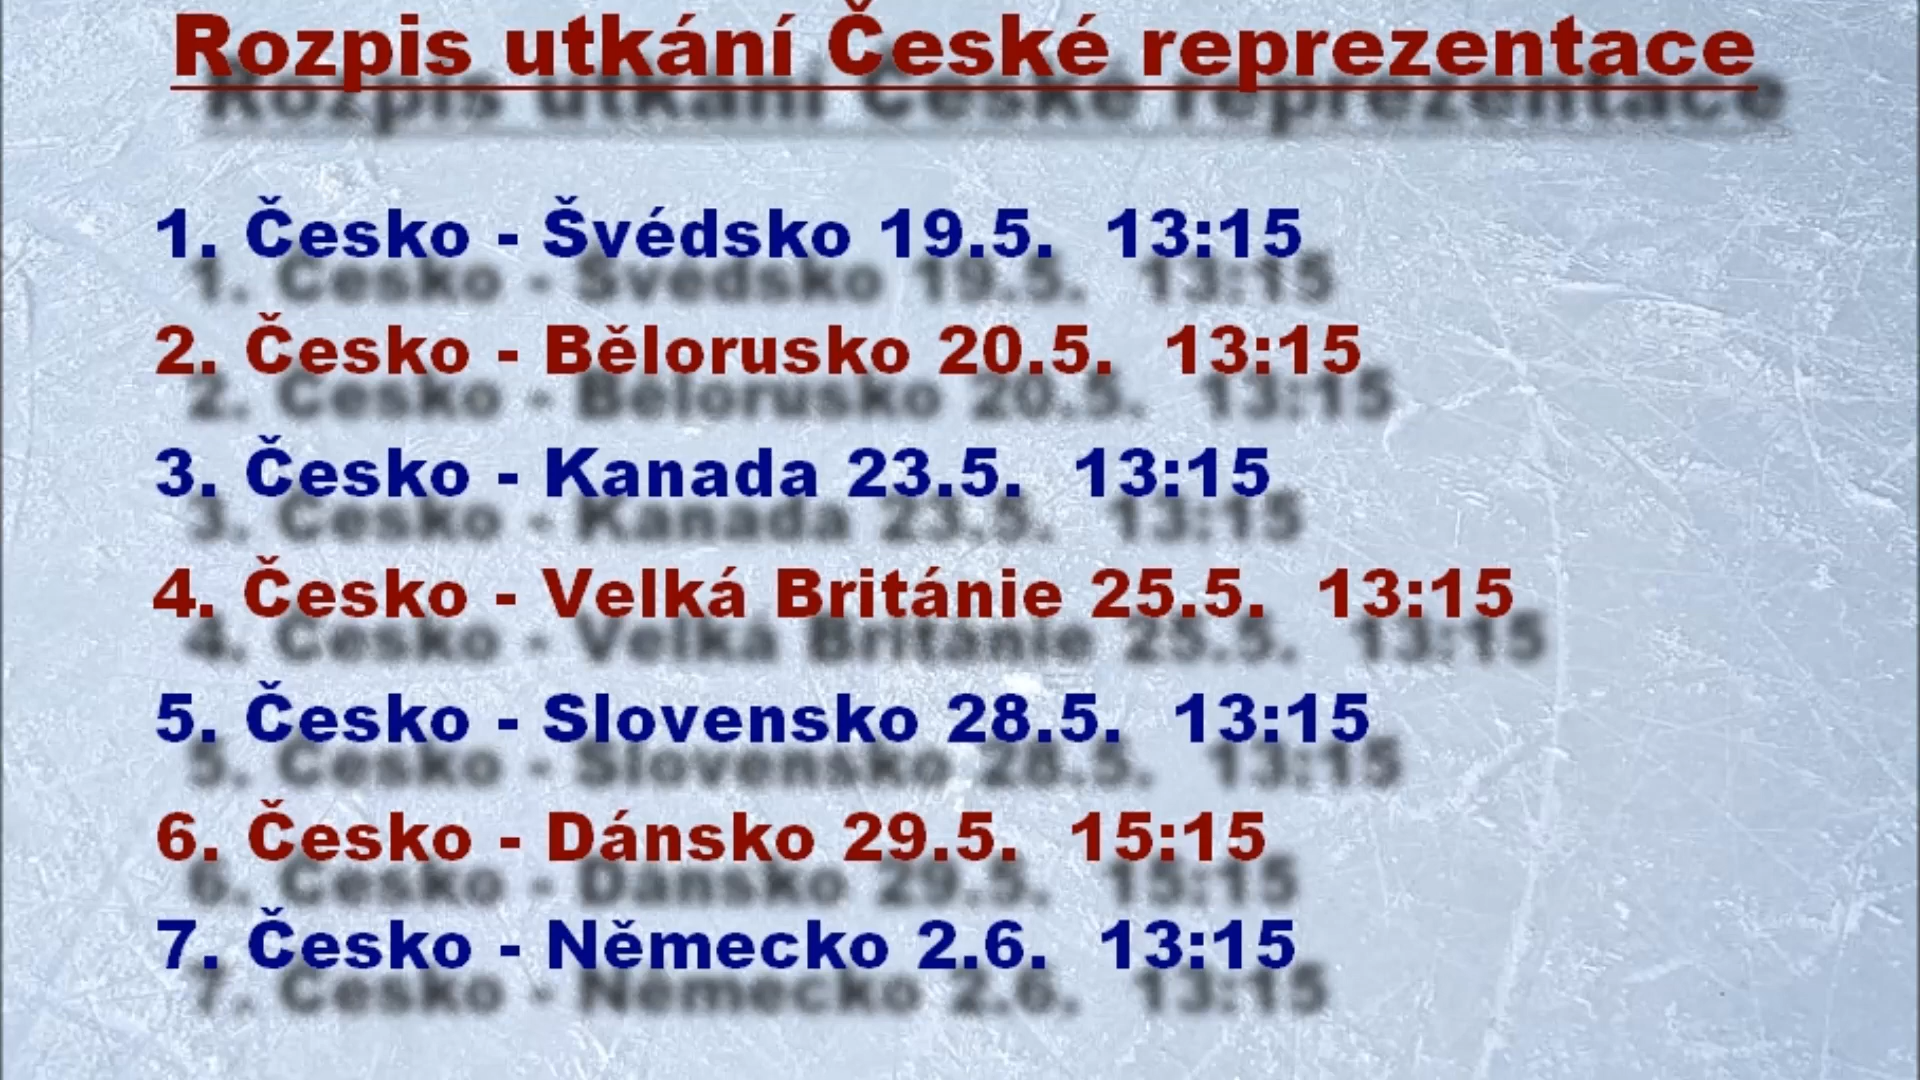 Rozpis utkání České reprezentace
1. Česko - Švédsko 19.5. 13:15
2. Česko - Bělorusko 20.5. 13:15
3. Česko - Kanada 23.5. 13:15
4. Česko - Velká Británie 25.5. 13:15
5. Česko - Slovensko 28.5. 13:15
6. Česko - Dánsko 29.5. 15:15
7. Česko - Německo 2.6. 13:15